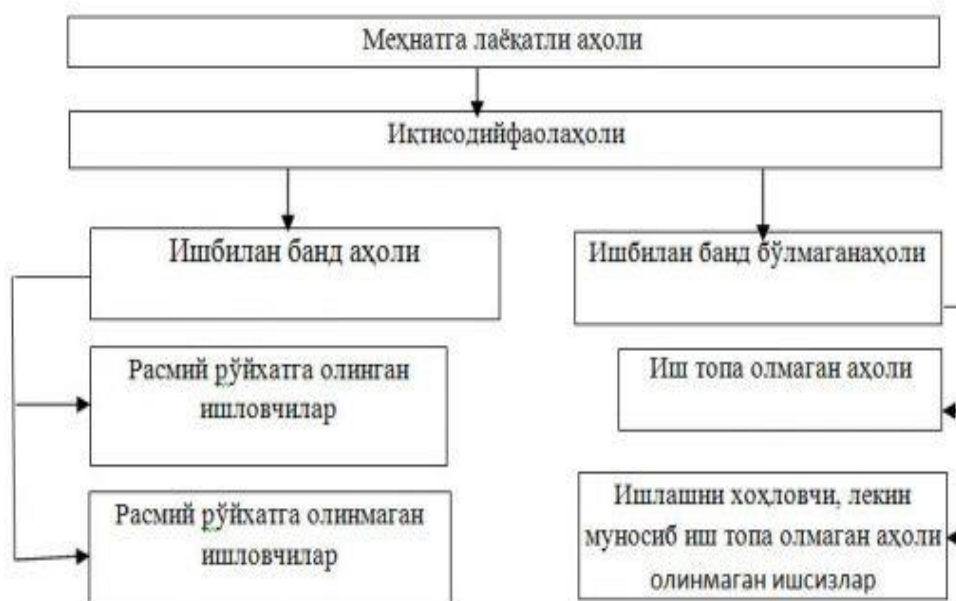 Меҳнатга лаёқатли аҳоли
Иқтисодийфаолаҳоли
Ишбилан банд аҳоли
Ишбилан банд бўлмаганаҳоли
Расмий рўйхатга олинган
ишловчилар
Иш топа олмаган аҳоли
Расмий рўйхатга олинмаган
ишловчилар
Ишлашни хоҳловчи, лекин
муносиб иш топа олмаган аҳоли
олинмаган ишсизлар